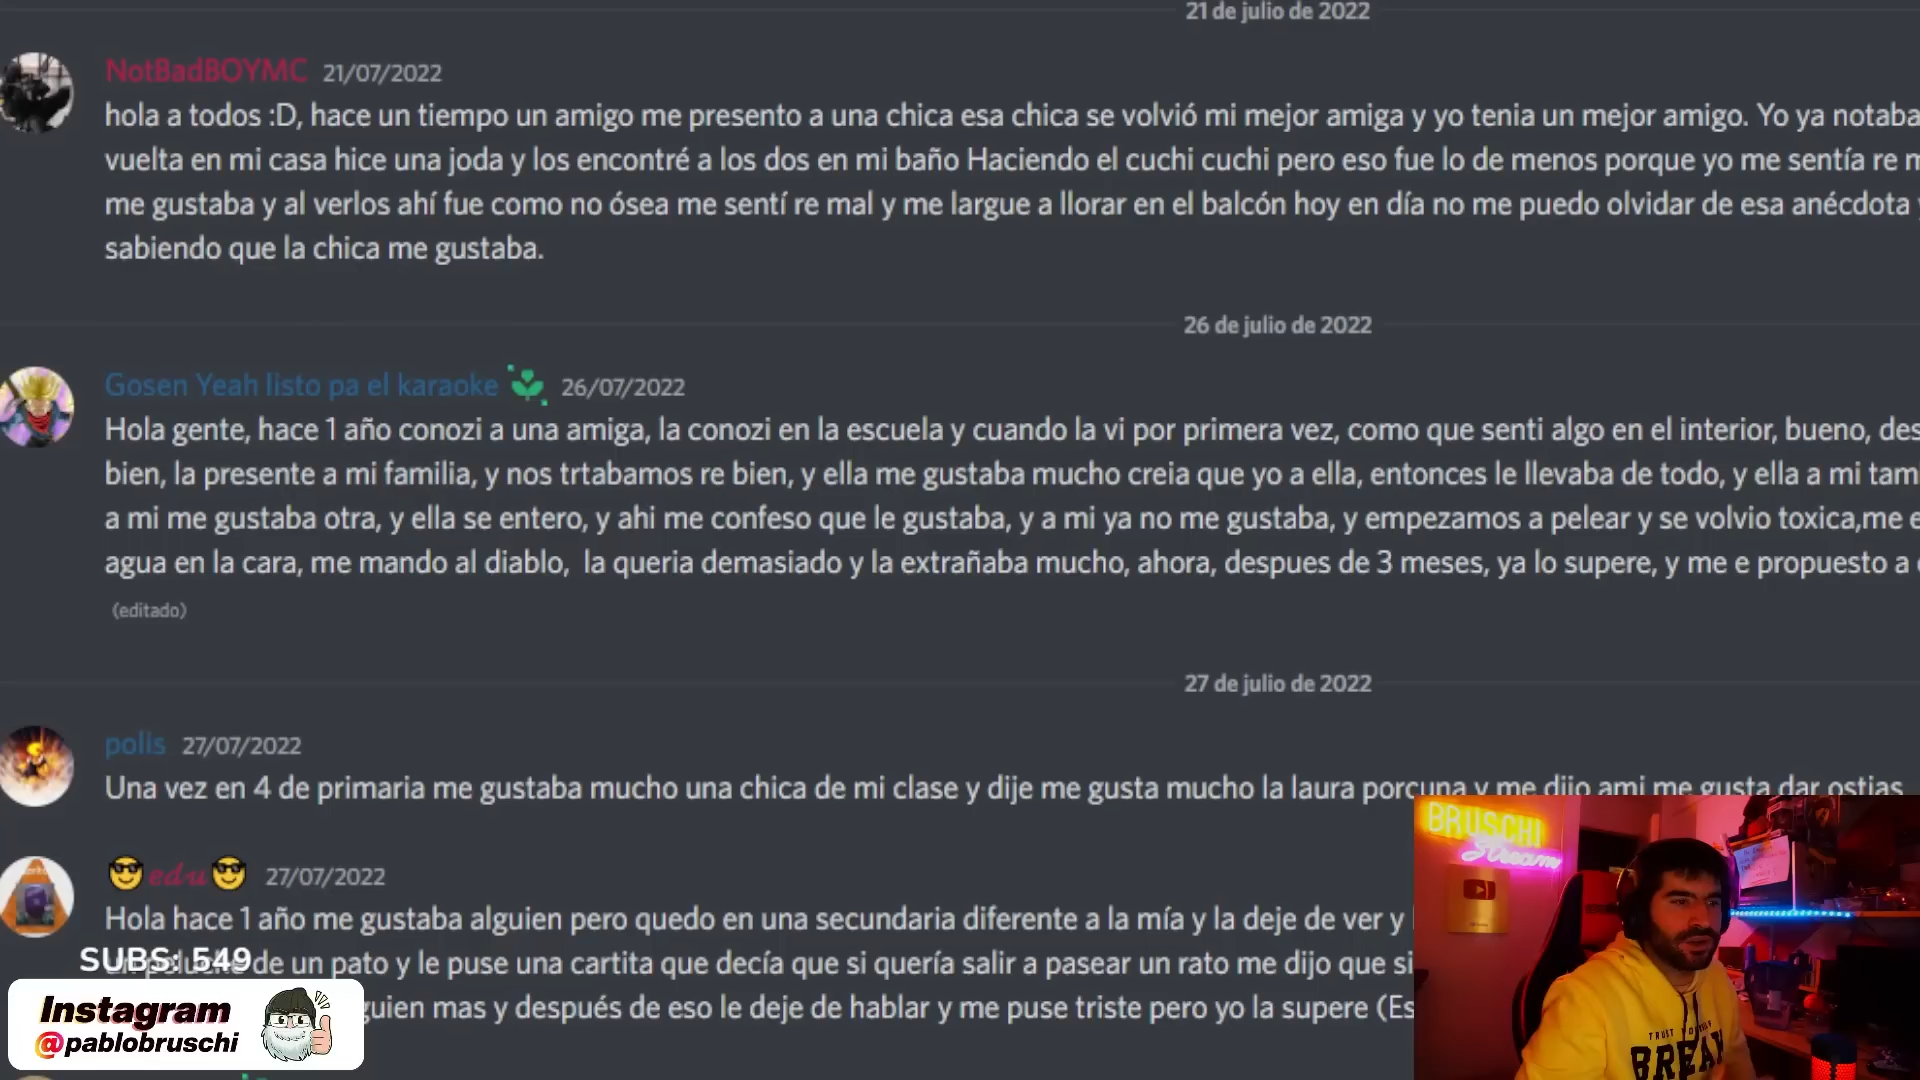 21 de julio de 2022
NotBadBOYMC 21/07/2022
hola a todos :D, hace un tiempo un amigo me presento a una chica esa chica se volvió mi mejor amiga y yo tenia un mejor amigo. Yo ya notaba
vuelta en mi casa hice una joda y los encontré a los dos en mi baño Haciendo el cuchi cuchi pero eso fue lo de menos porque yo me sentía re
me gustaba y al verlos ahí fue como no ósea me sentí re mal y me largue a llorar en el balcón hoy en día no me puedo olvidar de esa anécdota
sabiendo que la chica me gustaba.
26 de julio de 2022
Gosen Yeah listo pa el karaoke 26/07/2022
Hola gente, hace 1 año conozi a una amiga, la conozi en la escuela y cuando la vi por primera vez, como que senti algo en el interior, bueno,
bien, la presente a mi familia, y nos trtabamos re bien, y ella me gustaba mucho creia que yo a ella, entonces le llevaba de todo, y ella a mi
a mi me gustaba otra, y ella se entero, y ahi me confeso que le gustaba, y a mi ya no me gustaba, y empezamos a pelear y se volvio toxica,me
agua en la cara, me mando al diablo, la queria demasiado y la extrañaba mucho, ahora, despues de 3 meses, ya lo supere, y me e propuesto a
(editado)
27 de julio de 2022
polis 27/07/2022
Una vez en 4 de primaria me gustaba mucho una chica de mi clase y dije me gusta mucho la laura porcuna y me dijo ami me gusta dar ostias
😎edu😎 27/07/2022
Hola hace 1 año me gustaba alguien pero quedo en una secundaria diferente a la mía y la deje de ver y
de un pato y le puse una cartita que decía que si quería salir a pasear un rato me dijo que si
guien mas y después de eso le deje de hablar y me puse triste pero yo la supere (Es
SUBS: 549
Instagram
@pablobruschi
BRUSCHI
Stream
BREA